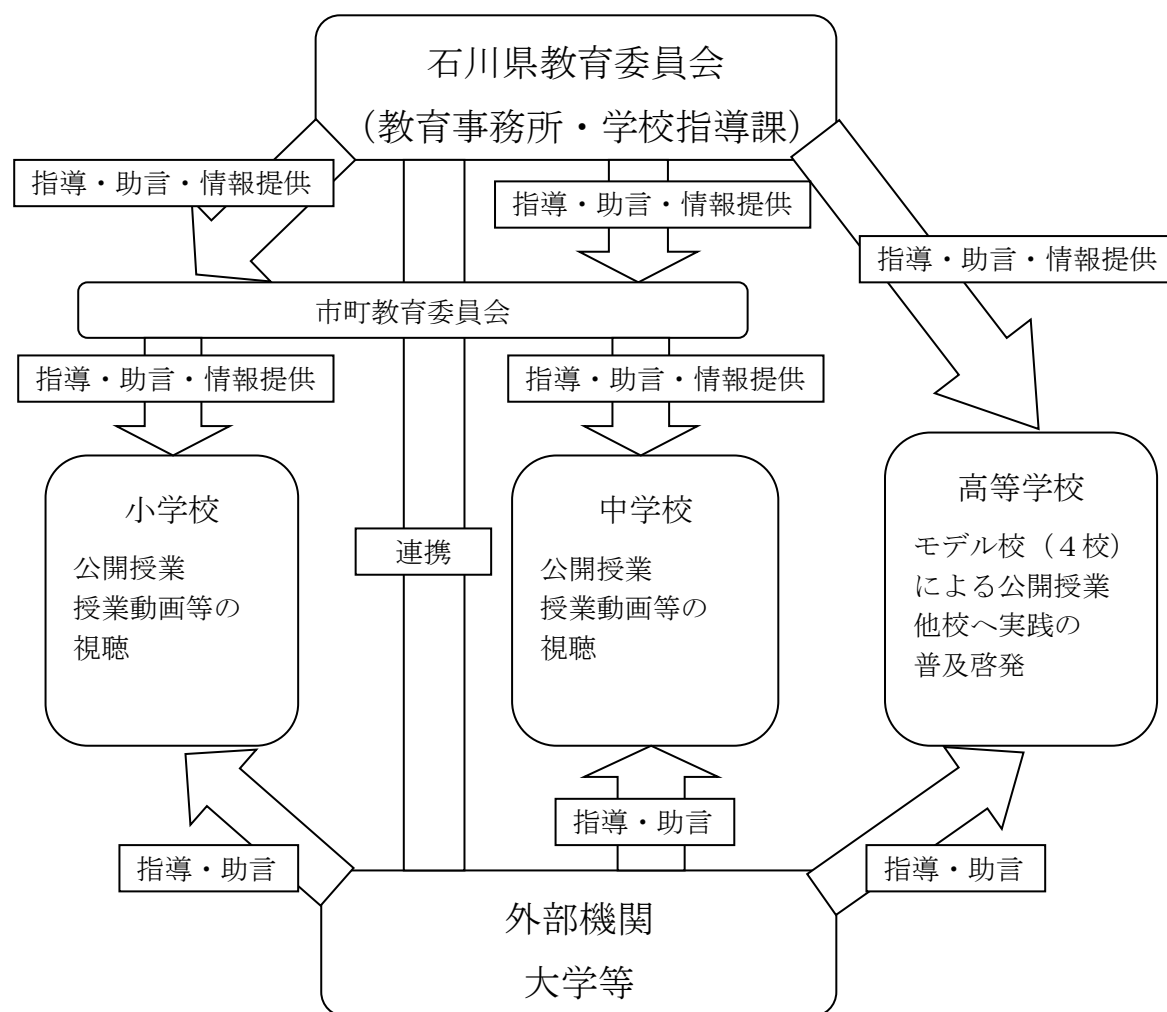 石川県教育委員会
（教育事務所・学校指導課）
指導・助言・情報提供
指導・助言・情報提供
指導・助言・情報提供
市町教育委員会
指導・助言・情報提供
指導・助言・情報提供
小学校
公開授業
授業動画等の
視聴
連携
中学校
公開授業
授業動画等の
視聴
高等学校
モデル校（４校）
による公開授業
他校へ実践の
普及啓発
指導・助言
指導・助言
指導・助言
外部機関
大学等